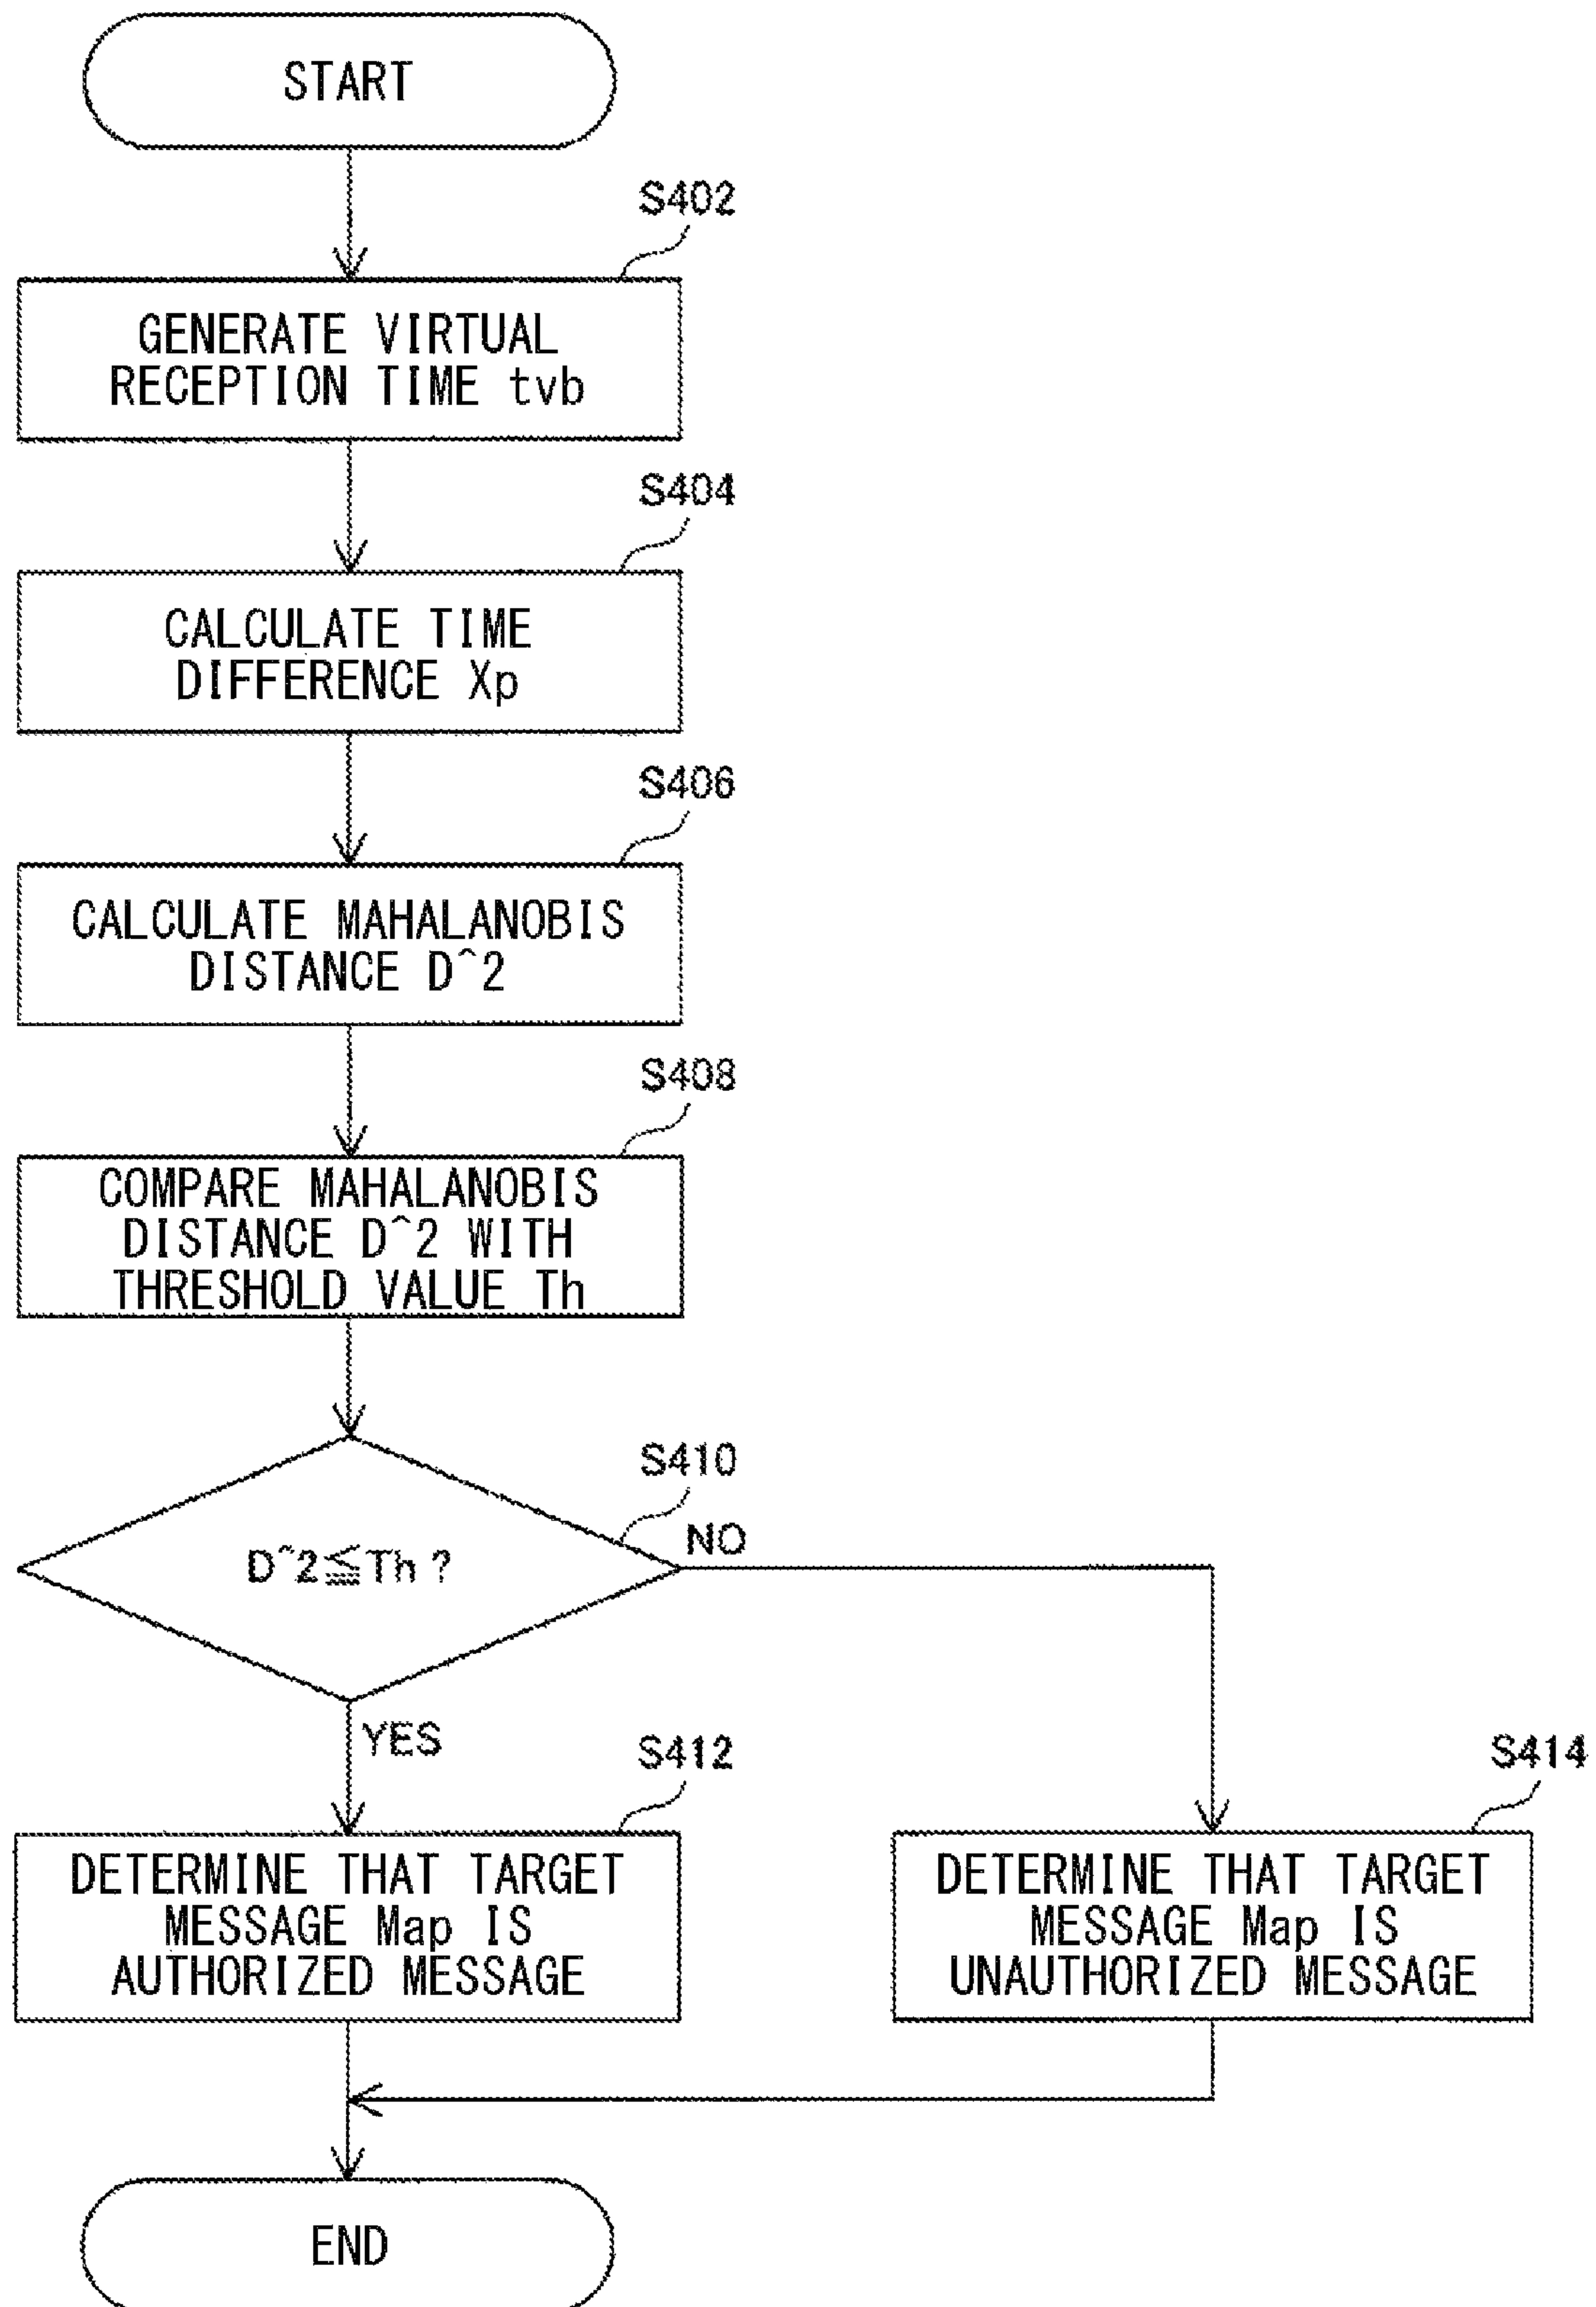 START
S402
GENERATE VIRTUAL
RECEPTION TIME tvb
S404
CALCULATE TIME
DIFFERENCE Xp
S406
CALCULATE MAHALANOBIS
DISTANCE D^2
S408
COMPARE MAHALANOBIS
DISTANCE D^2 WITH
THRESHOLD VALUE Th
S410
D^2≦Th ?
NO
YES
S412
DETERMINE THAT TARGET
MESSAGE Map IS
AUTHORIZED MESSAGE
S414
DETERMINE THAT TARGET
MESSAGE Map IS
UNAUTHORIZED MESSAGE
END